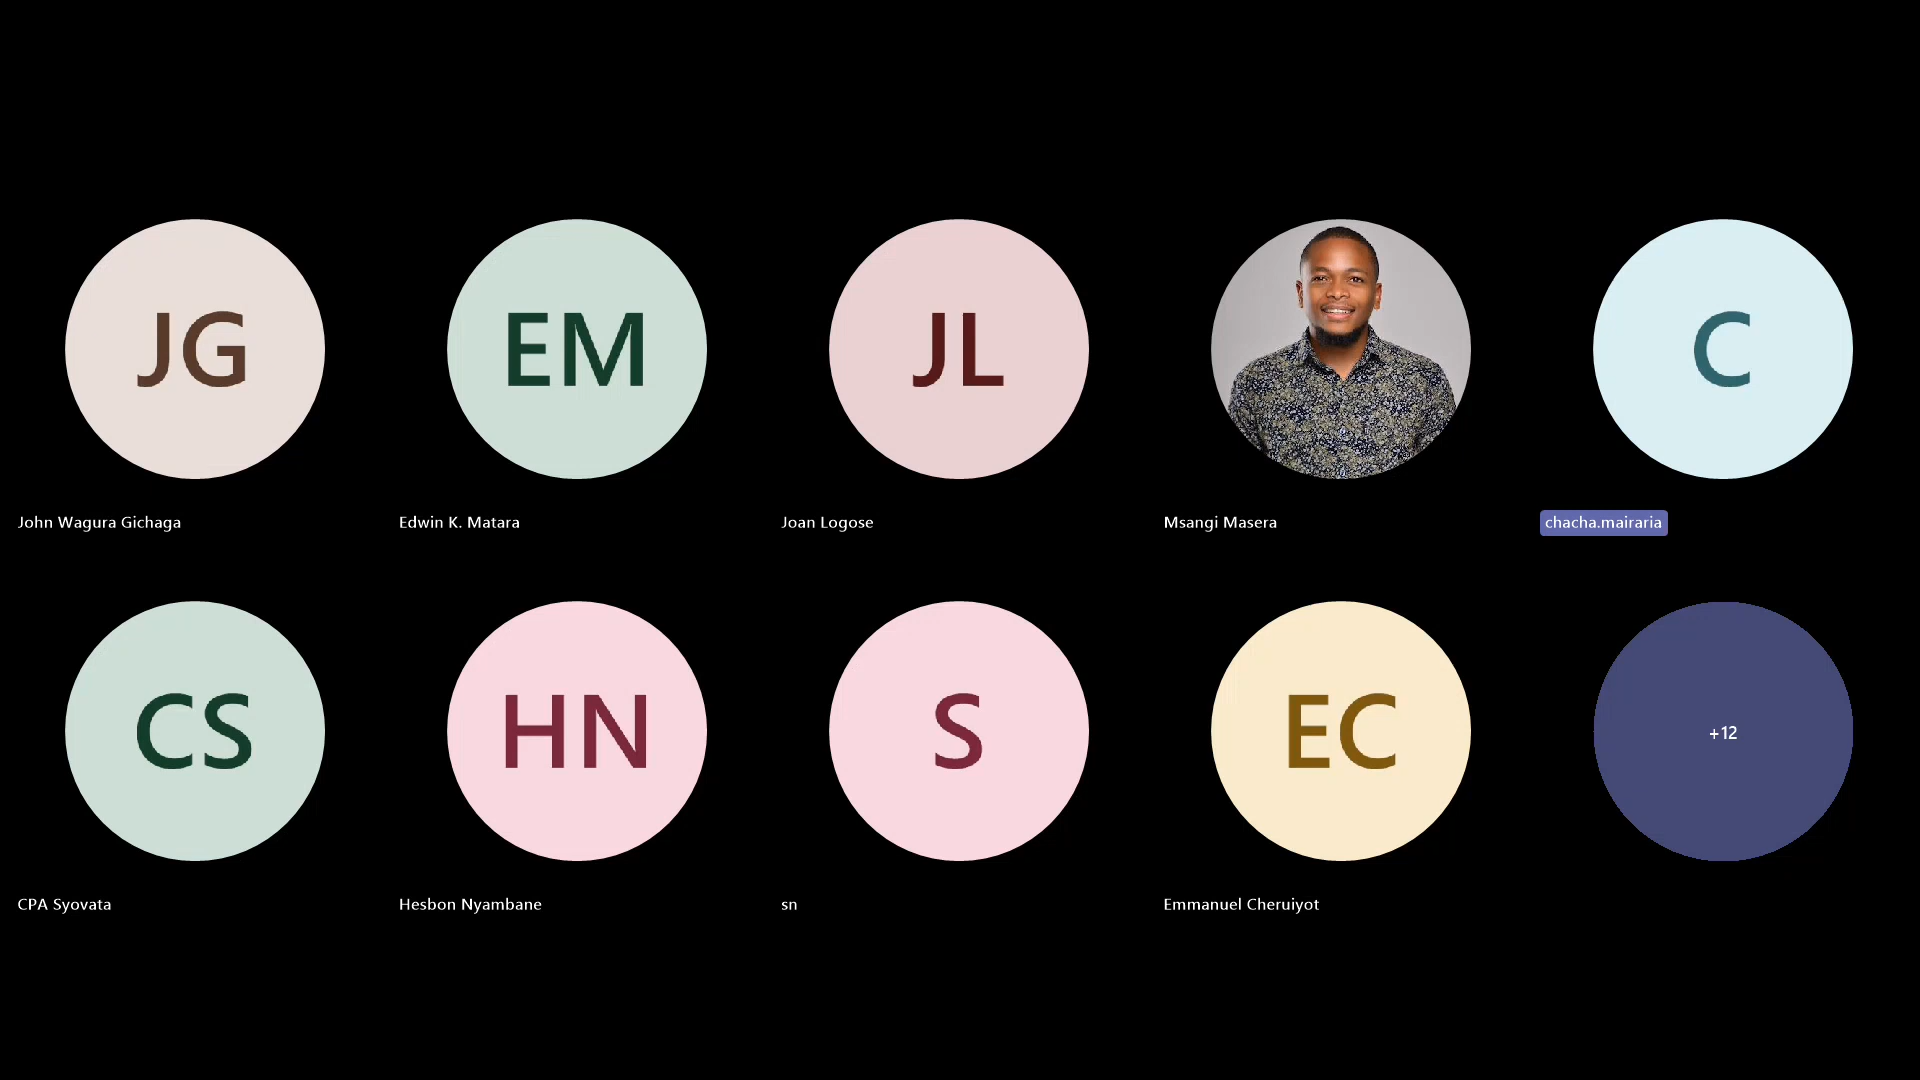 JG
EM
JL
C
John Wagura Gichaga
Edwin K. Matara
Joan Logose
Msangi Masera
chacha.mairaria
CS
HN
S
EC
+12
CPA Syovata
Hesbon Nyambane
sn
Emmanuel Cheruiyot